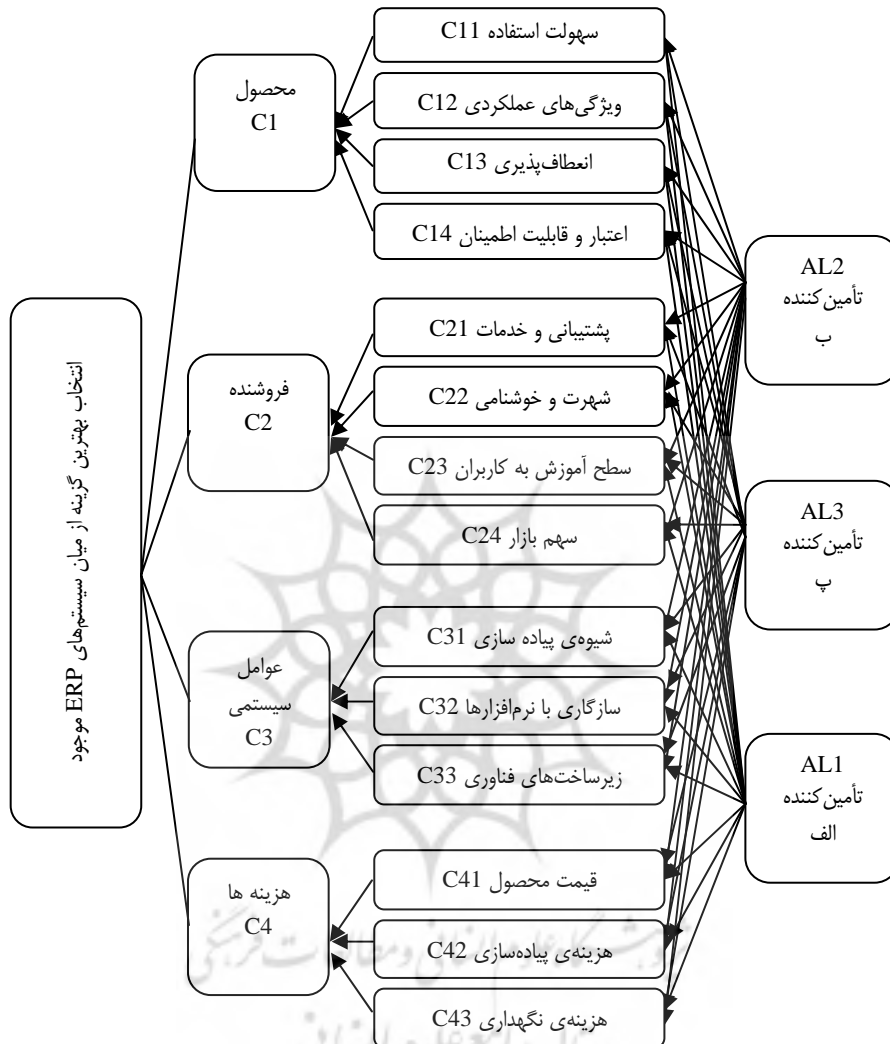 انتخاب بهترین گزینه از میان سیستم‌های ERP موجود
محصول
C1
فروشنده
C2
عوامل
سیستمی
C3
هزینه ها
C4
سهولت استفاده C11
ویژگی‌های عملکردی C12
انعطاف‌پذیری C13
اعتبار و قابلیت اطمینان C14
پشتیبانی و خدمات C21
شهرت و خوشنامی C22
سطح آموزش به کاربران C23
سهم بازار C24
شیوه‌ی پیاده سازی C31
سازگاری با نرم‌افزارها C32
زیرساخت‌های فناوری C33
قیمت محصول C41
هزینه‌ی پیاده‌سازی C42
هزینه‌ی نگهداری C43
AL2
تأمین‌کننده
ب
AL3
تأمین‌کننده
پ
AL1
تأمین‌کننده
الف